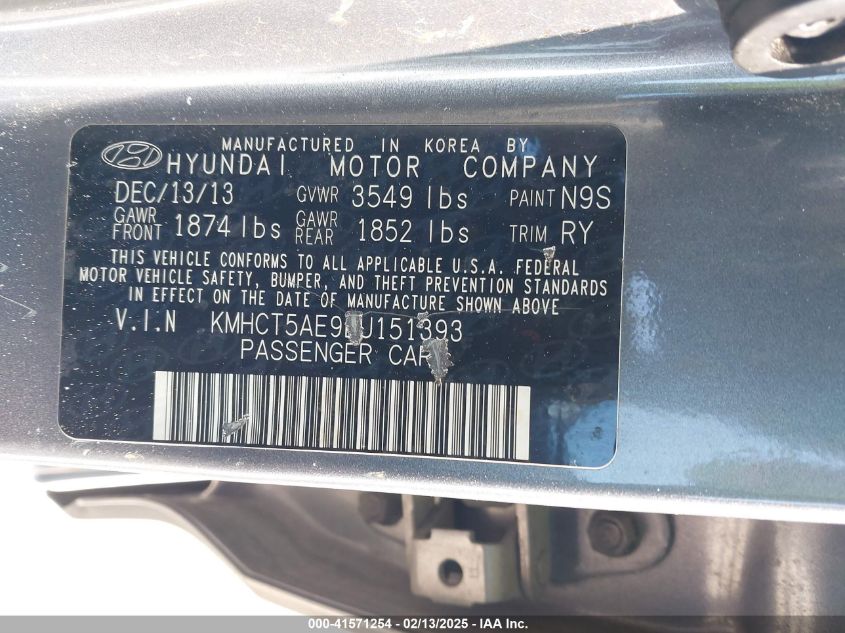 MANUFACTURED IN KOREA BY
HYUNDAI MOTOR COMPANY
DEC/13/13 GVWR 3549 lbs PAINT N9S
GAWR FRONT 1874 lbs GAWR REAR 1852 lbs TRIM RY
THIS VEHICLE CONFORMS TO ALL APPLICABLE U.S.A. FEDERAL
MOTOR VEHICLE SAFETY, BUMPER, AND THEFT PREVENTION STANDARDS
IN EFFECT ON THE DATE OF MANUFACTURE SHOWN ABOVE
V.I.N
PASSENGER CAR
000-41571254 - 02/13/2025 - IAA Inc.